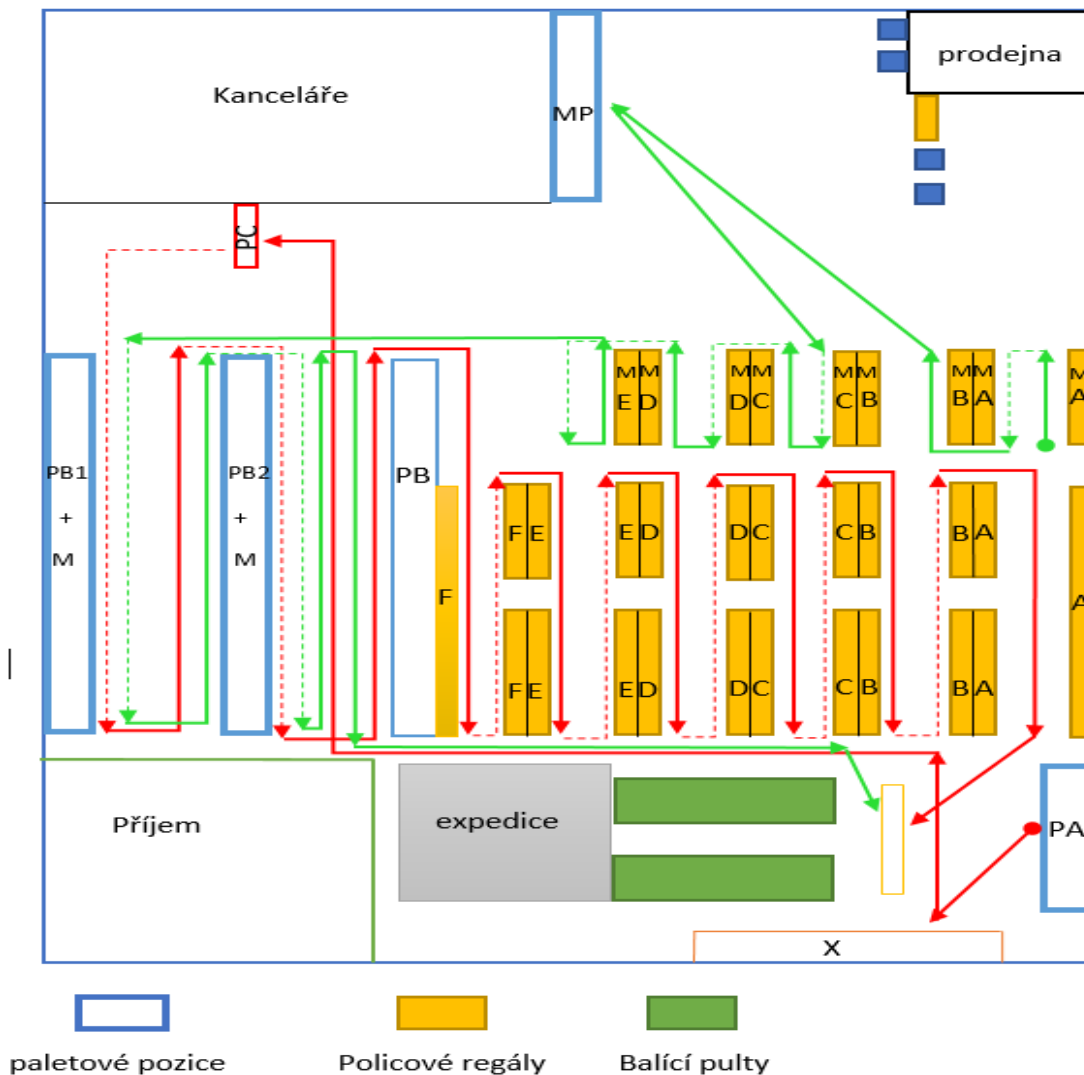 prodejna
Kanceláře
MP
PC
M M M M M M M M M
E D D C C B B A A
PB1
+
M
PB2
+
M
PB
F
F E E D D C C B B A
A
F E E D D C C B B A
Příjem
expedice
PA
X
paletové pozice
Policové regály
Balící pulty